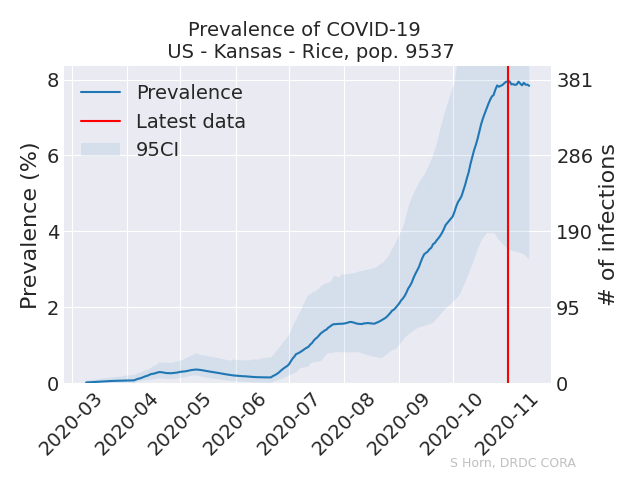 Prevalence of COVID-19
US - Kansas - Rice, pop. 9537
Prevalence
Latest data
95CI
Prevalence (%)
8
6
4
2
0
381
286
190
95
0
# of infections
2020-03
2020-04
2020-05
2020-06
2020-07
2020-08
2020-09
2020-10
2020-11
S Horn, DRDC CORA